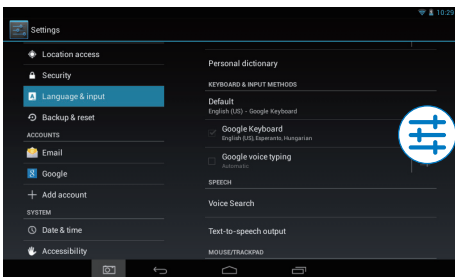 10:29
Settings
Location access
Security
Language & input
Backup & reset
ACCOUNTS
Email
Google
Add account
SYSTEM
Date & time
Accessibility
Personal dictionary
KEYBOARD & INPUT METHODS
Default
English (US) - Google Keyboard
Google Keyboard
English (US), Esperanto, Hungarian
Google voice typing
Automatic
SPEECH
Voice Search
Text-to-speech output
MOUSE/TRACKPAD